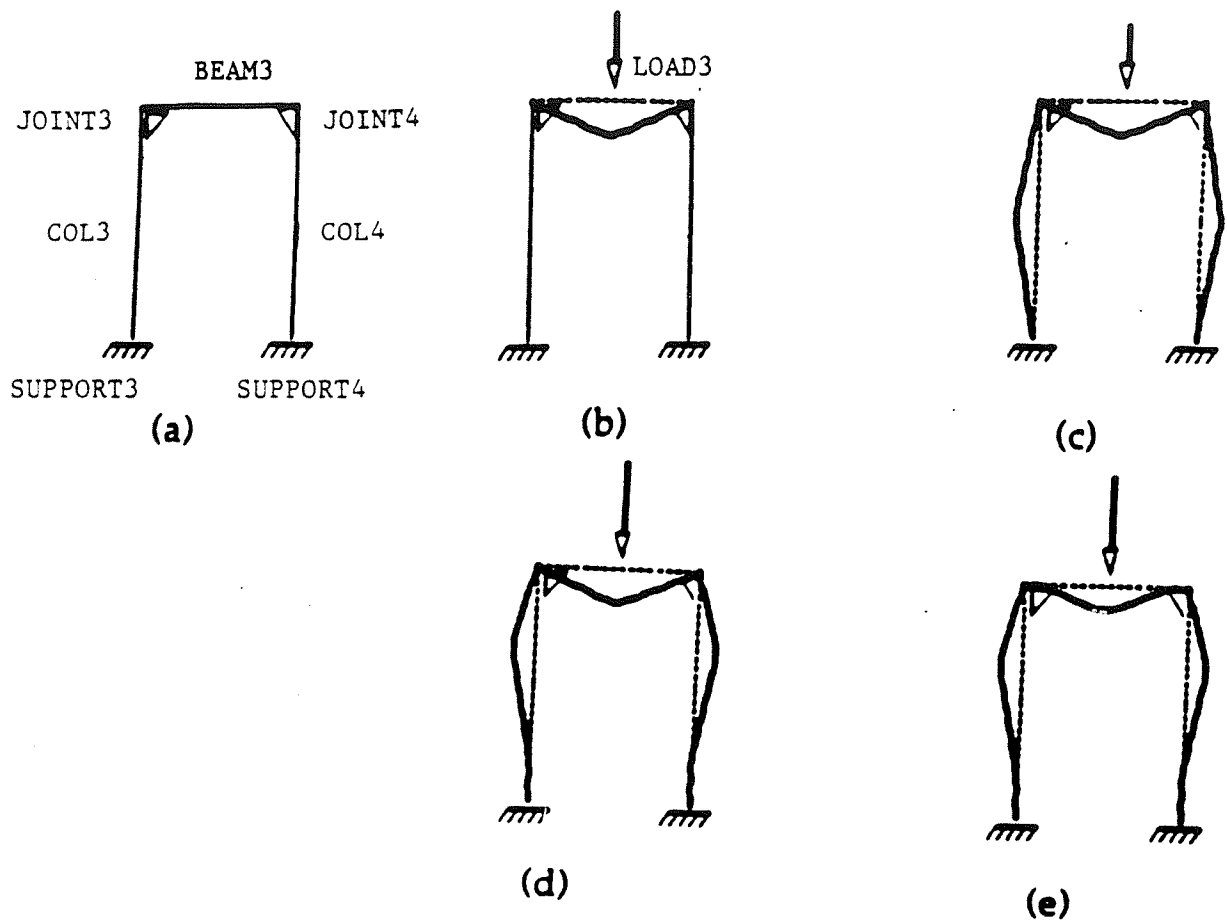 BEAM3
LOAD3
JOINT3
JOINT4
COL3
COL4
SUPPORT3
SUPPORT4
(a)
(b)
(c)
(d)
(e)